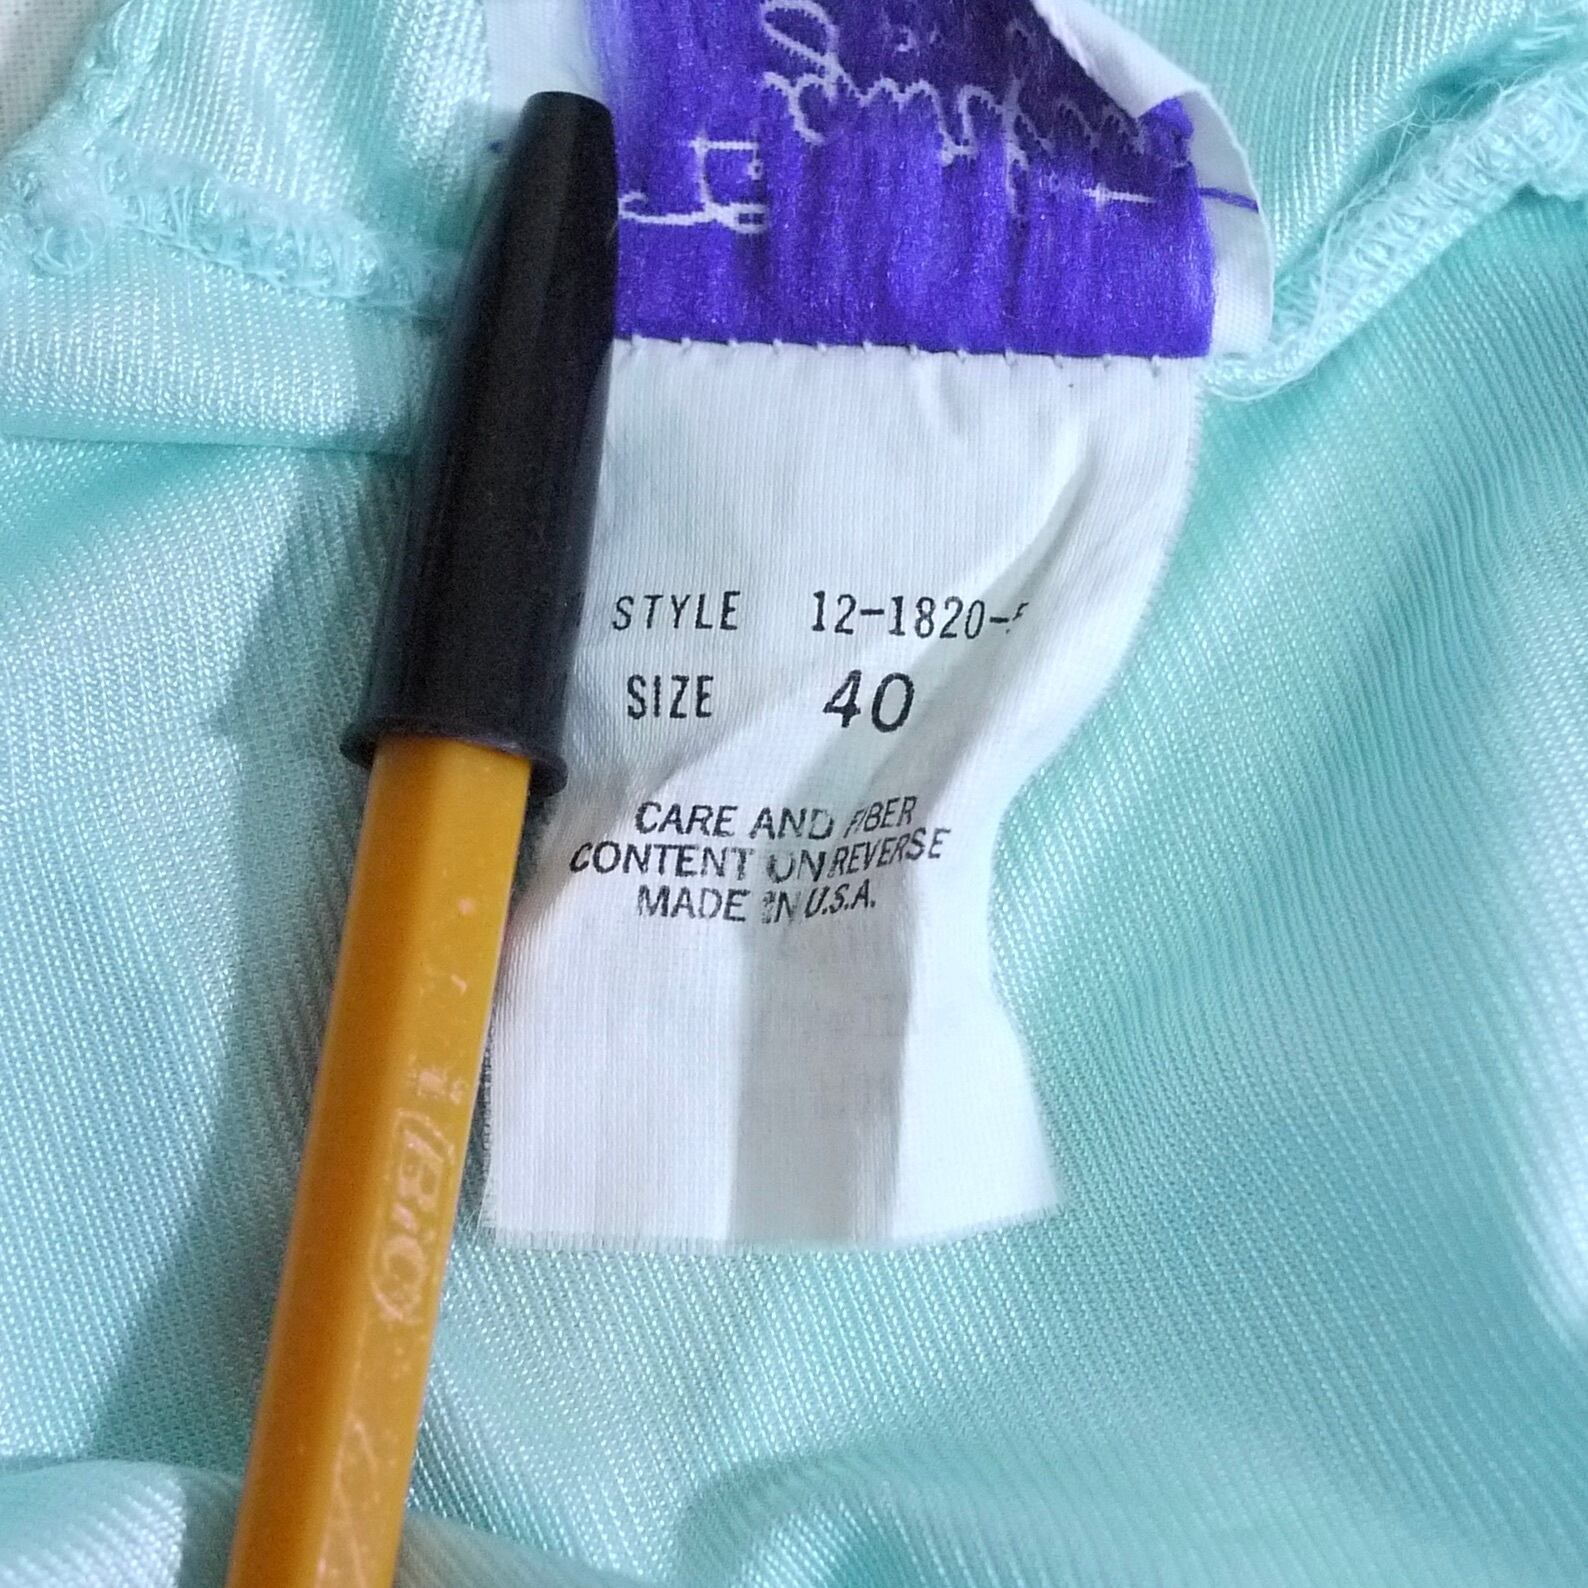 STYLE 12-1820-
SIZE 40
CARE AND FIBER
CONTENT ON REVERSE
MADE IN U.S.A.
BiC